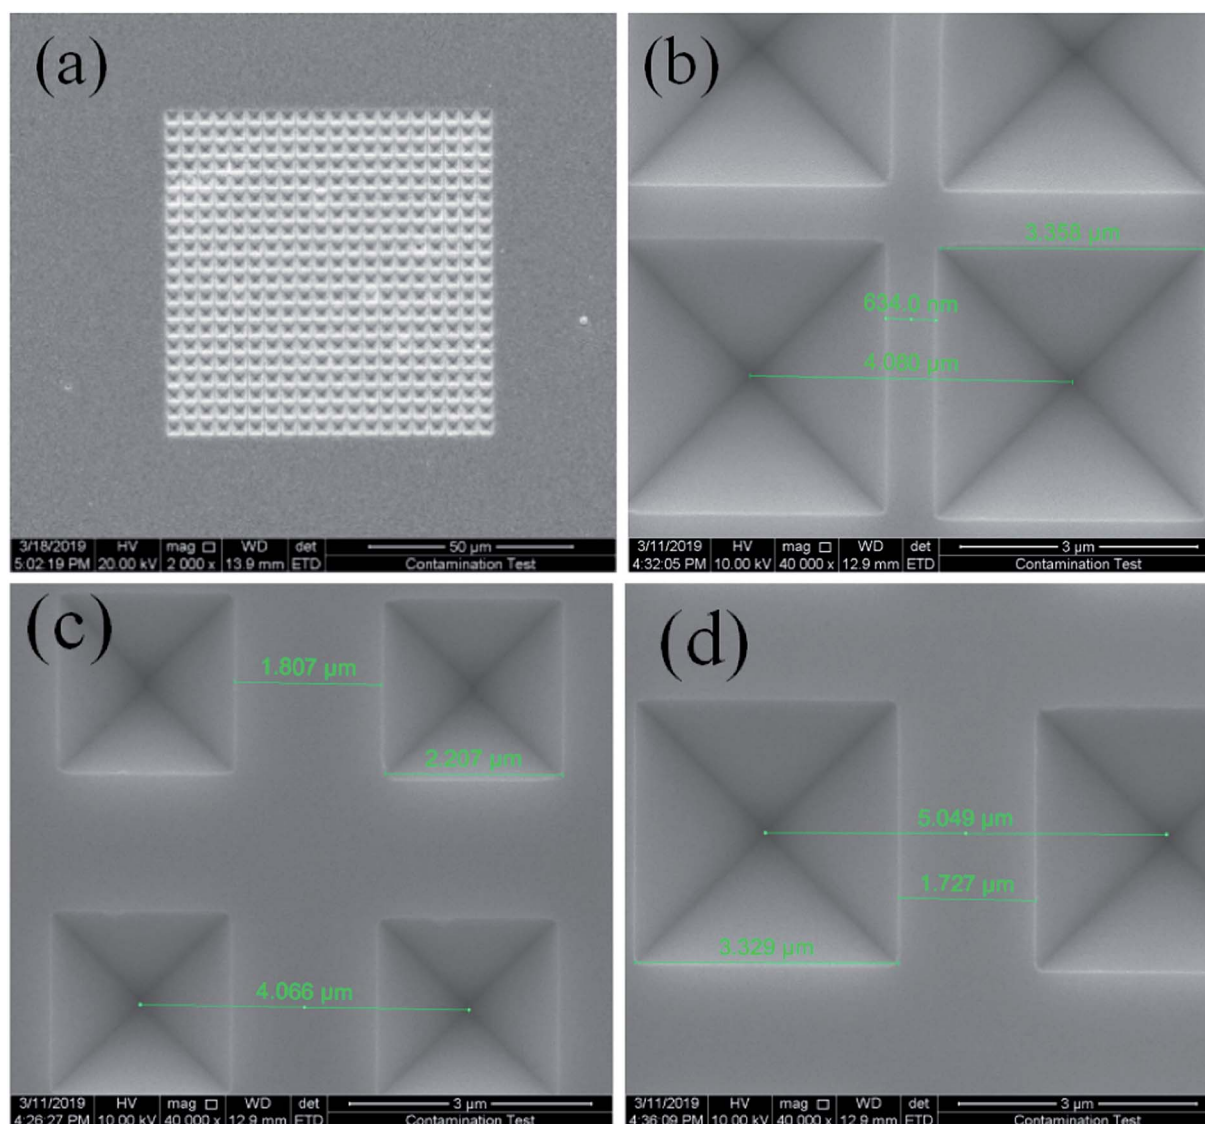 (a)
3/18/2019 HV mag WD det 50 µm
5:02:19 PM 20.00 kV 2 000 x 13.9 mm ETD Contamination Test
(b)
3.358 µm
634.0 nm
4.080 µm
3/11/2019 HV mag WD det 3 µm
4:32:05 PM 10.00 kV 40 000 x 12.9 mm ETD Contamination Test
(c)
1.807 µm
2.207 µm
4.066 µm
3/11/2019 HV mag WD det 3 µm
4:26:27 PM 10.00 kV 40 000 x 12.9 mm ETD Contamination Test
(d)
5.049 µm
1.727 µm
3.329 µm
3/11/2019 HV mag WD det 3 µm
4:36:09 PM 10.00 kV 40 000 x 12.9 mm ETD Contamination Test